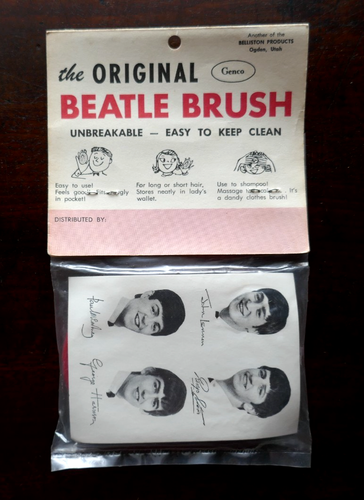 Another of the
BELLISTON PRODUCTS
Ogden, Utah
the ORIGINAL
Genco
BEATLE BRUSH
UNBREAKABLE — EASY TO KEEP CLEAN
Easy to use!
Feels good
in pocket!
For long or short hair,
Stores neatly in lady's
wallet.
Use to shampoo!
Massage It's
a dandy clothes brush!
DISTRIBUTED BY:
John Lennon
George Harrison